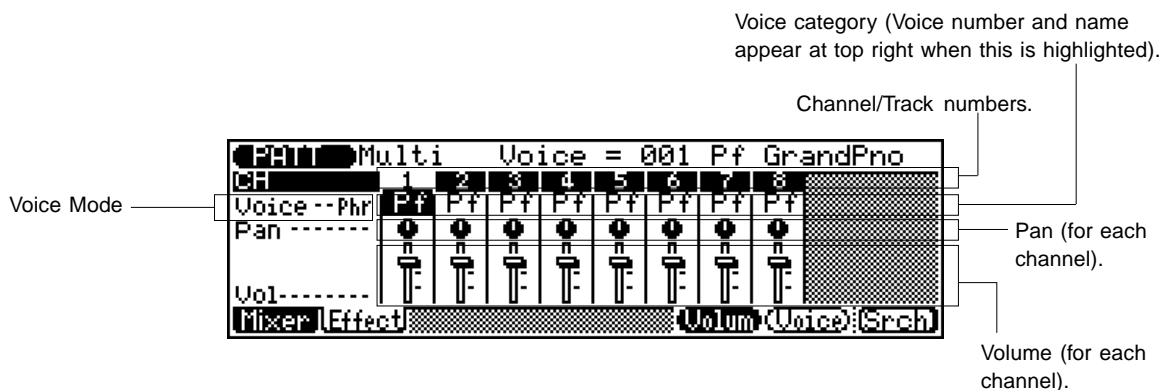 Voice category (Voice number and name
appear at top right when this is highlighted).
Channel/Track numbers.
PATT Multi Voice = 001 Pf GrandPno
CH 1 2 3 4 5 6 7 8
Voice Mode
Voice--Phr Pf Pf Pf Pf Pf Pf Pf Pf
Pan -------
Pan (for each
channel).
Vol--------
Mixer Effect Volum Voice Srch
Volume (for each
channel).